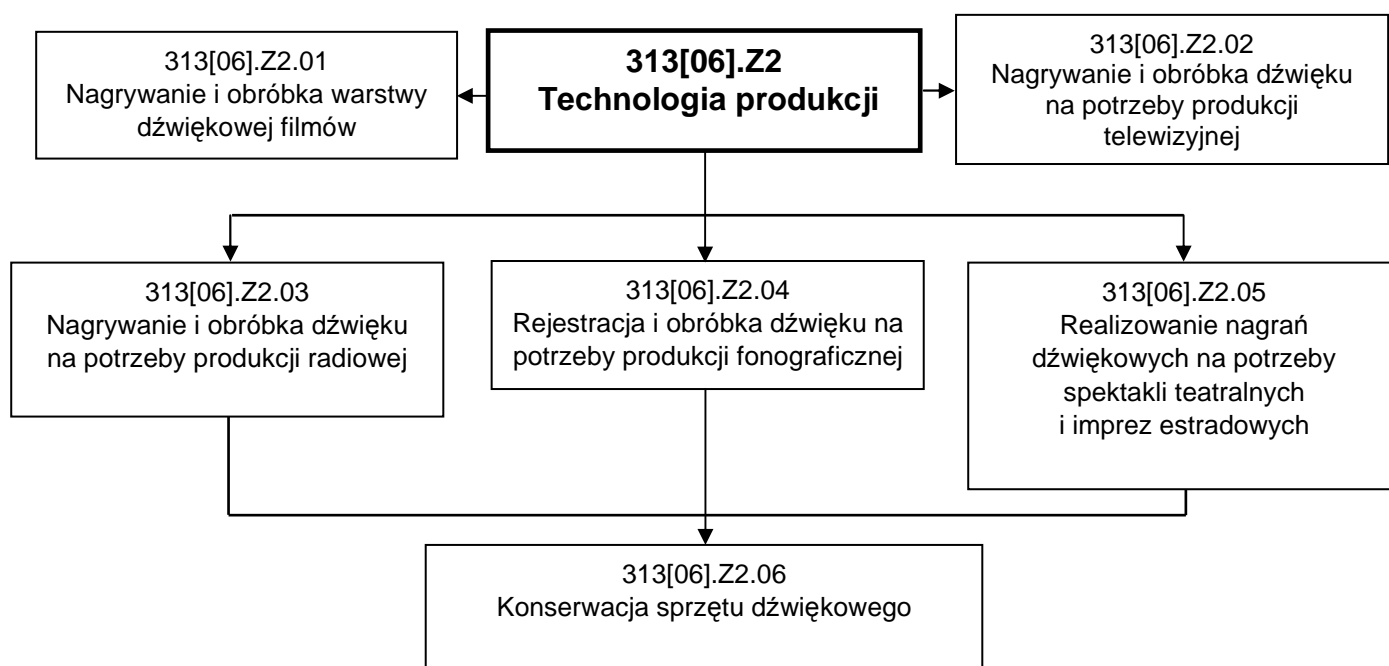 313[06].Z2.01
Nagrywanie i obróbka warstwy
dźwiękowej filmów
313[06].Z2
Technologia produkcji
313[06].Z2.02
Nagrywanie i obróbka dźwięku
na potrzeby produkcji
telewizyjnej
313[06].Z2.03
Nagrywanie i obróbka dźwięku
na potrzeby produkcji radiowej
313[06].Z2.04
Rejestracja i obróbka dźwięku na
potrzeby produkcji fonograficznej
313[06].Z2.05
Realizowanie nagrań
dźwiękowych na potrzeby
spektakli teatralnych
i imprez estradowych
313[06].Z2.06
Konserwacja sprzętu dźwiękowego